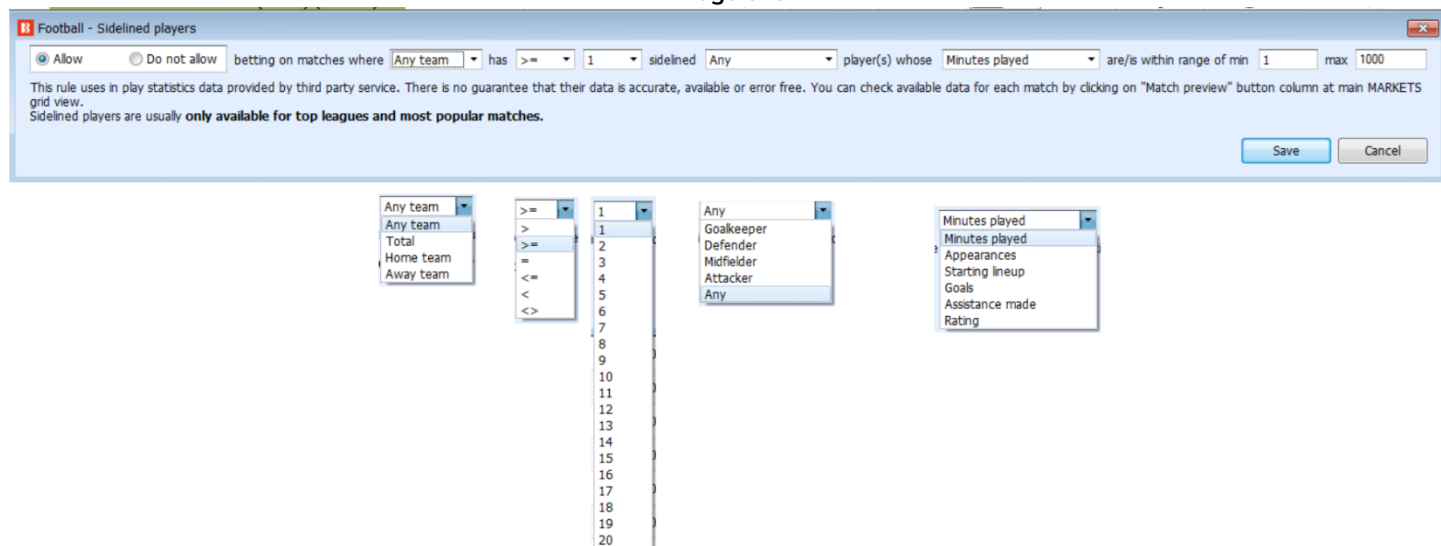 Football - Sidelined players
Allow Do not allow betting on matches where Any team has >= 1 sidelined Any player(s) whose Minutes played are/is within range of min 1 max 1000
This rule uses in play statistics data provided by third party service. There is no guarantee that their data is accurate, available or error free. You can check available data for each match by clicking on "Match preview" button column at main MARKETS
grid view.
Sidelined players are usually only available for top leagues and most popular matches.
Save Cancel
Any team
Any team
Total
Home team
Away team
>=
>
>=
=
<=
<
<>
1
1
2
3
4
5
6
7
8
9
10
11
12
13
14
15
16
17
18
19
20
Any
Goalkeeper
Defender
Midfielder
Attacker
Any
Minutes played
Minutes played
Appearances
Starting lineup
Goals
Assistance made
Rating